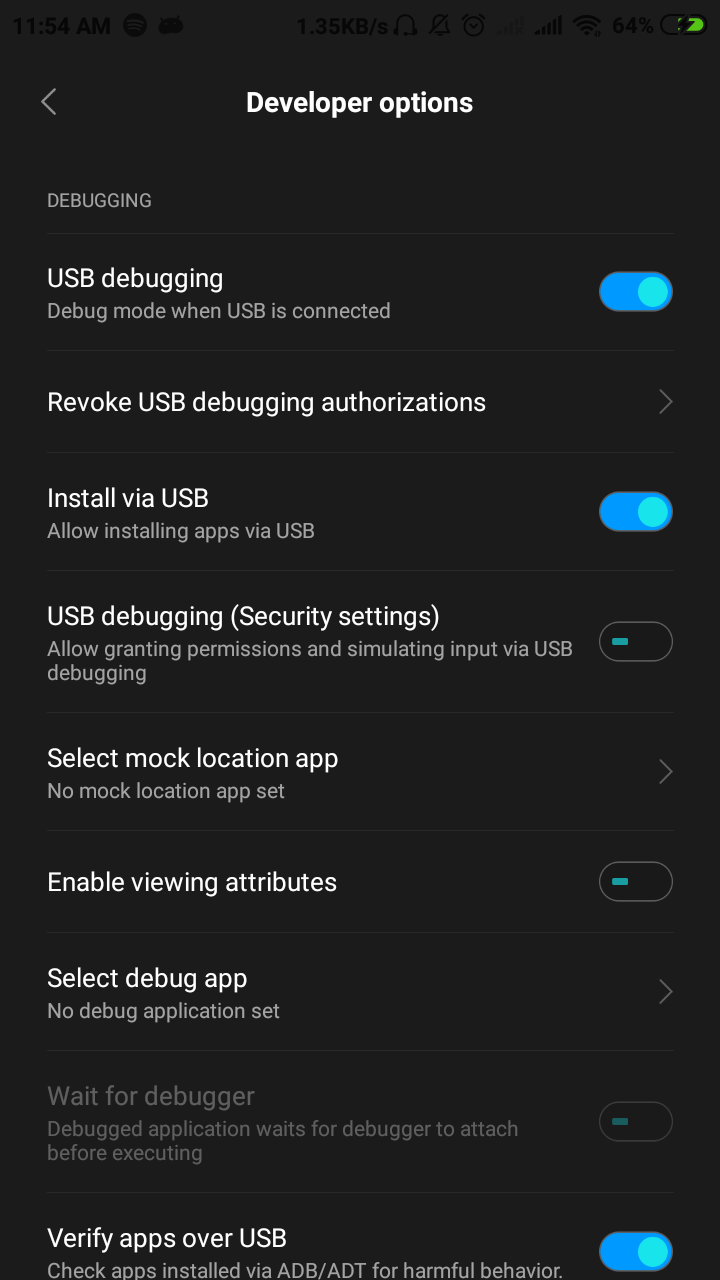 11:54 AM 1.35KB/s 64%
Developer options
DEBUGGING
USB debugging
Debug mode when USB is connected
Revoke USB debugging authorizations
Install via USB
Allow installing apps via USB
USB debugging (Security settings)
Allow granting permissions and simulating input via USB
debugging
Select mock location app
No mock location app set
Enable viewing attributes
Select debug app
No debug application set
Wait for debugger
Debugged application waits for debugger to attach
before executing
Verify apps over USB
Check apps installed via ADB/ADT for harmful behavior.